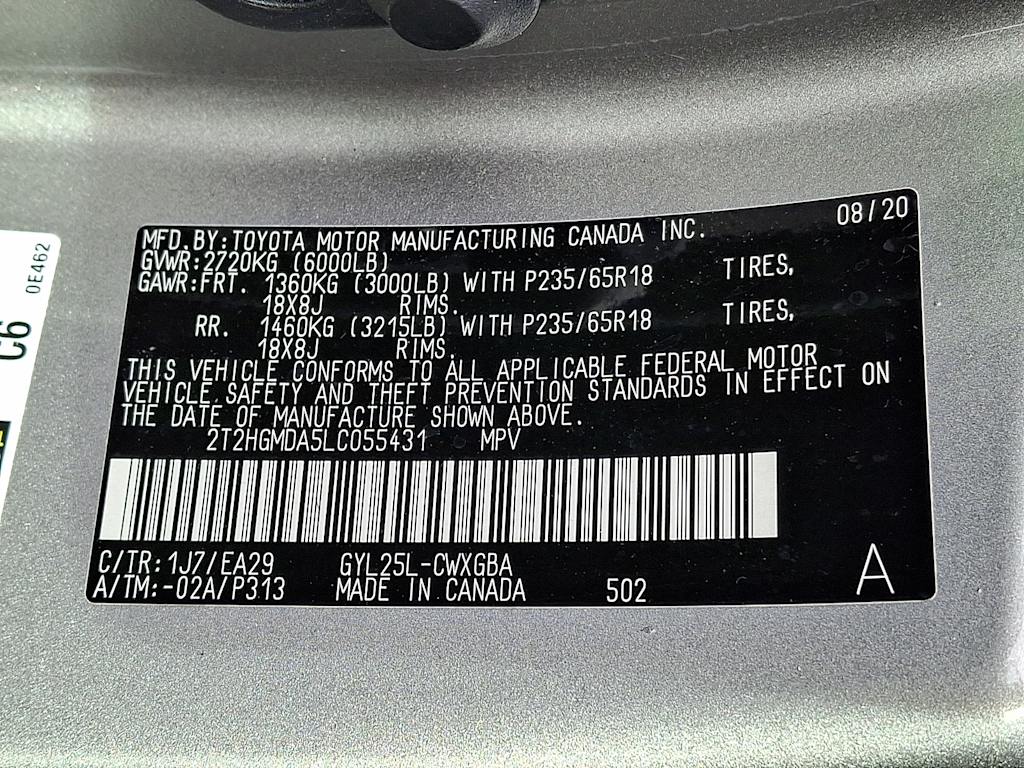 08/20
MFD.BY:TOYOTA MOTOR MANUFACTURING CANADA INC.
GVWR:2720KG (6000LB)
GAWR:FRT. 1360KG (3000LB) WITH P235/65R18 TIRES,
18X8J RIMS.
RR. 1460KG (3215LB) WITH P235/65R18 TIRES,
18X8J RIMS.
THIS VEHICLE CONFORMS TO ALL APPLICABLE FEDERAL MOTOR
VEHICLE SAFETY AND THEFT PREVENTION STANDARDS IN EFFECT ON
THE DATE OF MANUFACTURE SHOWN ABOVE.
2T2HGMDA5LC055431 MPV
C/TR:1J7/EA29 GYL25L-CWXGBA
A/TM:-02A/P313 MADE IN CANADA 502
A
0E462
C6